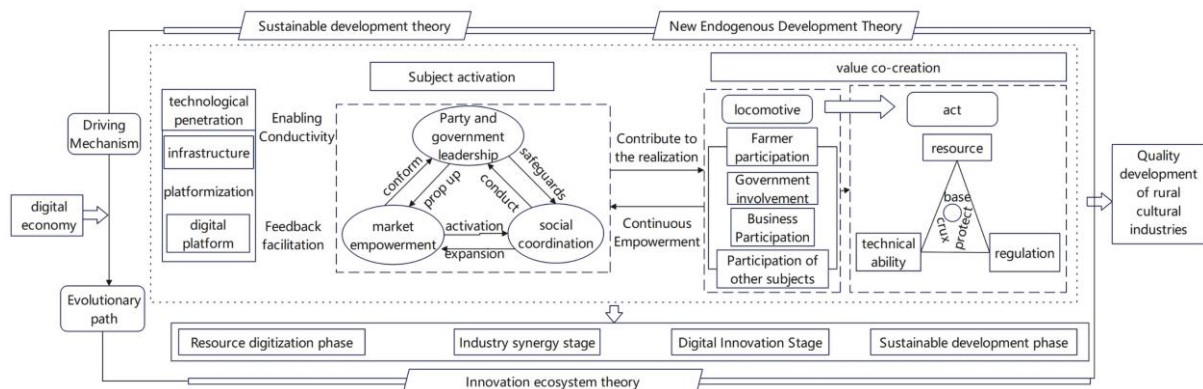 Sustainable development theory
New Endogenous Development Theory
Subject activation
value co-creation
technological
penetration
infrastructure
platformization
digital
platform
Enabling
Conductivity
Feedback
facilitation
Party and
government
leadership
conform
prop up
conduct
safeguards
market
empowerment
activation
expansion
social
coordination
Contribute to
the realization
Continuous
Empowerment
locomotive
act
Farmer
participation
Government
involvement
Business
Participation
Participation
of other subjects
resource
base
crux
protect
technical
ability
regulation
Driving
Mechanism
digital
economy
Evolutionary
path
Quality
development
of rural
cultural
industries
Resource digitization phase
Industry synergy stage
Digital Innovation Stage
Sustainable development phase
Innovation ecosystem theory